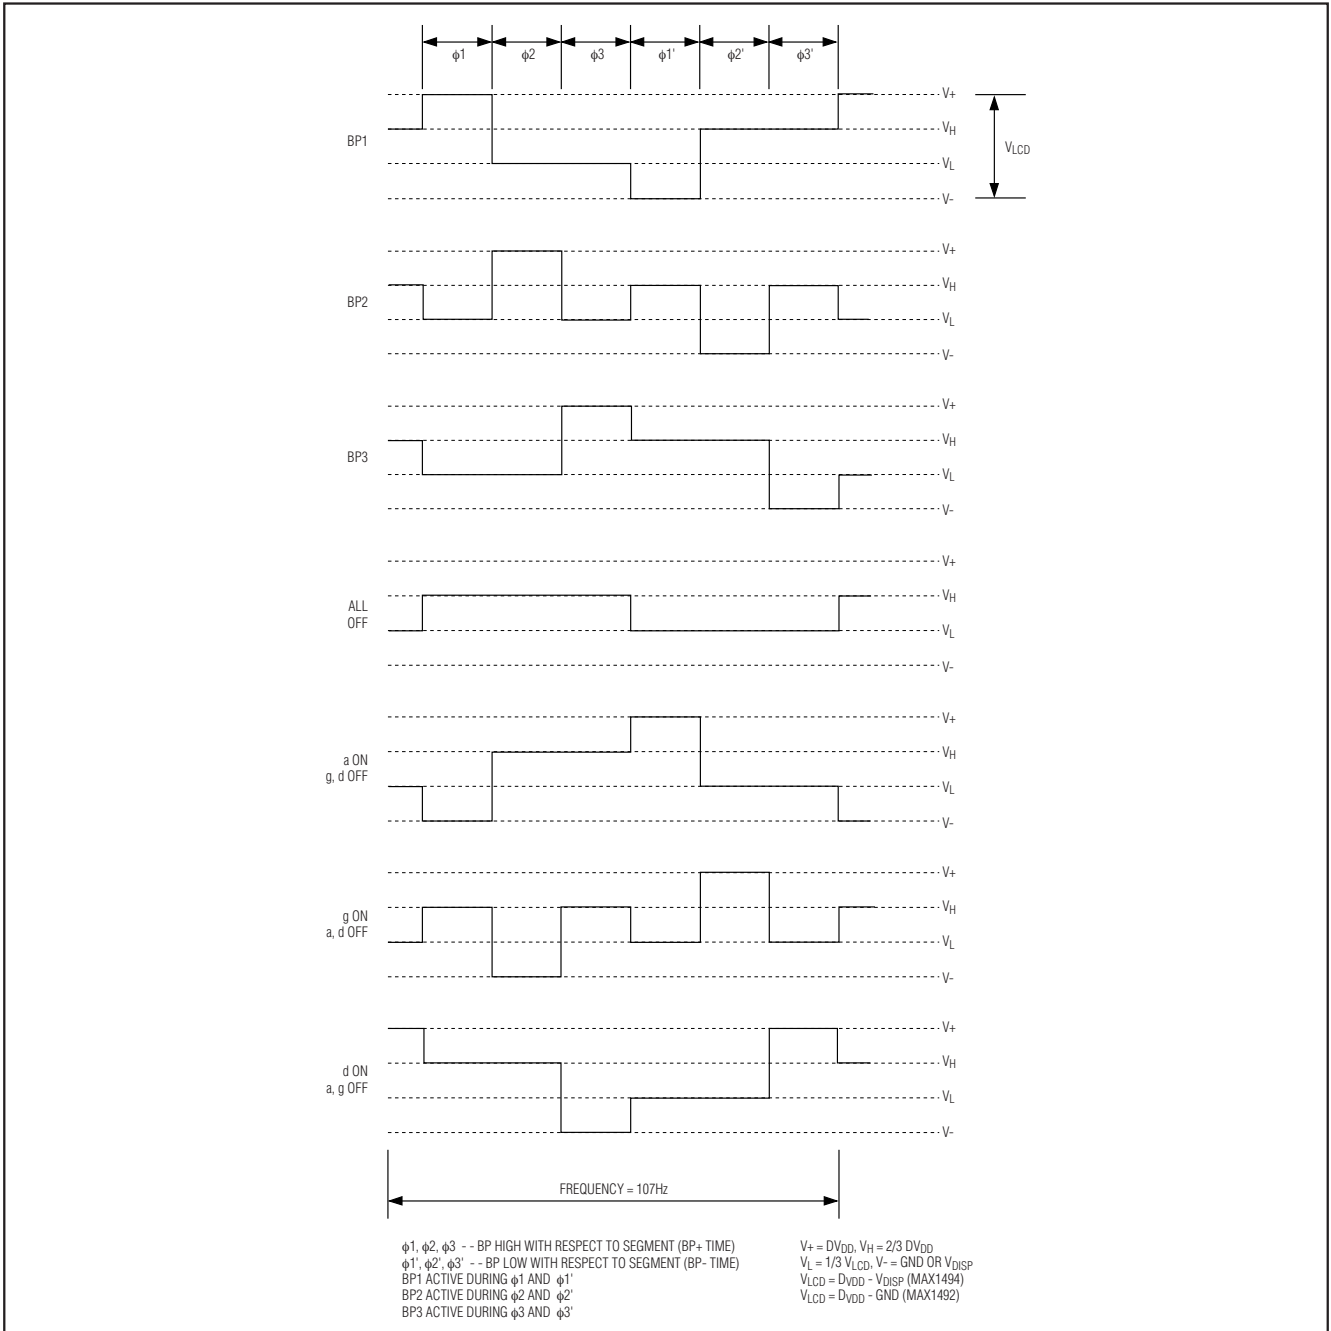 ϕ1 ϕ2 ϕ3 ϕ1' ϕ2' ϕ3'
V+
BP1
VH
VLCD
VL
V-
V+
BP2
VH
VL
V-
V+
BP3
VH
VL
V-
V+
ALL
OFF
VH
VL
V-
V+
a ON
g, d OFF
VH
VL
V-
V+
g ON
a, d OFF
VH
VL
V-
V+
d ON
a, g OFF
VH
VL
V-
FREQUENCY = 107Hz
ϕ1, ϕ2, ϕ3 - - BP HIGH WITH RESPECT TO SEGMENT (BP+ TIME)
ϕ1', ϕ2', ϕ3' - - BP LOW WITH RESPECT TO SEGMENT (BP- TIME)
BP1 ACTIVE DURING ϕ1 AND ϕ1'
BP2 ACTIVE DURING ϕ2 AND ϕ2'
BP3 ACTIVE DURING ϕ3 AND ϕ3'
V+ = DVDD, VH = 2/3 DVDD
VL = 1/3 VLCD, V- = GND OR VDISP
VLCD = DVDD - VDISP (MAX1494)
VLCD = DVDD - GND (MAX1492)